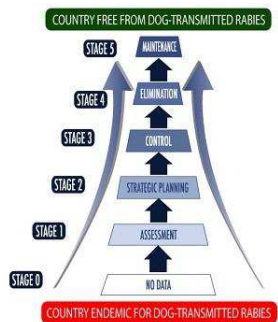 COUNTRY FREE FROM DOG-TRANSMITTED RABIES
STAGE 5
MAINTENANCE
STAGE 4
ELIMINATION
STAGE 3
CONTROL
STAGE 2
STRATEGIC PLANNING
STAGE 1
ASSESSMENT
STAGE 0
NO DATA
COUNTRY ENDEMIC FOR DOG-TRANSMITTED RABIES